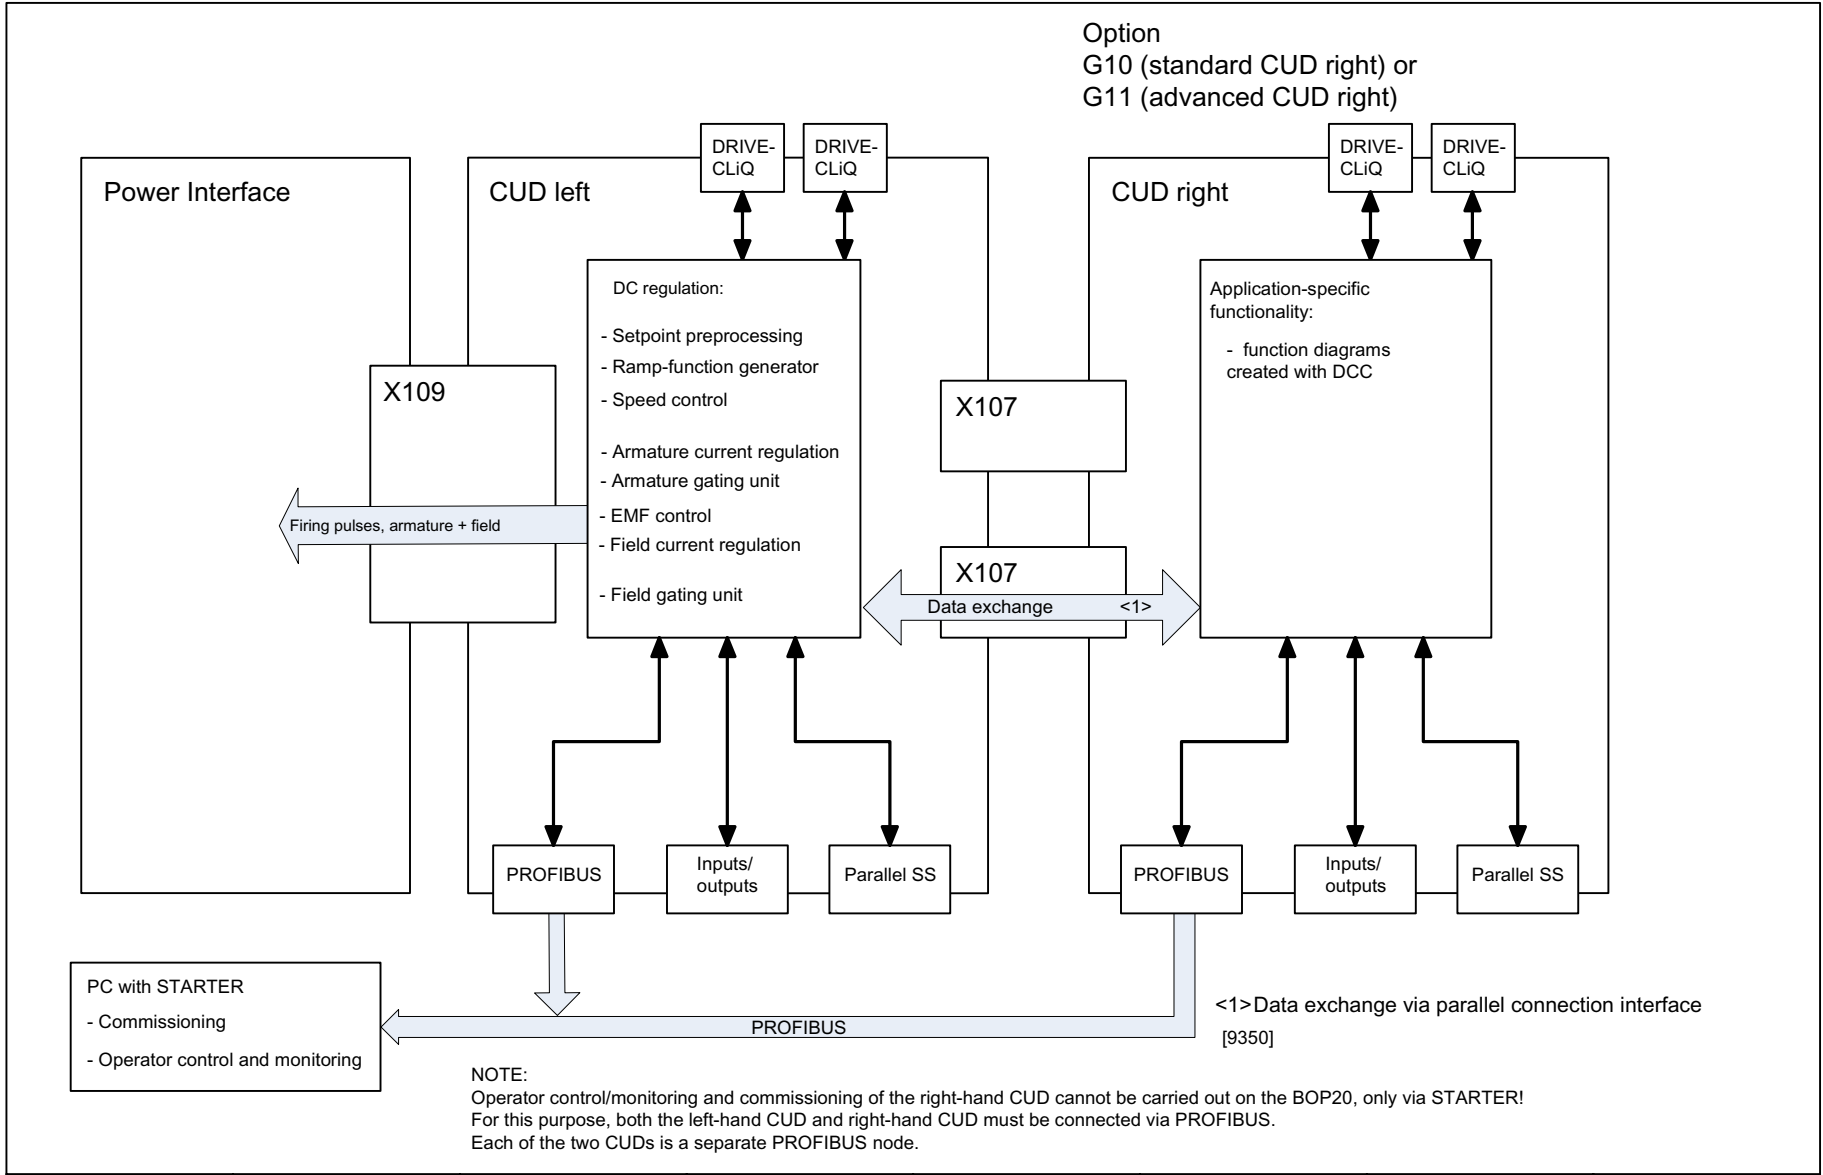 Option
G10 (standard CUD right) or
G11 (advanced CUD right)
Power Interface
CUD left
DRIVE-
CLiQ
DRIVE-
CLiQ
CUD right
DRIVE-
CLiQ
DRIVE-
CLiQ
DC regulation:
- Setpoint preprocessing
- Ramp-function generator
- Speed control
- Armature current regulation
- Armature gating unit
- EMF control
- Field current regulation
- Field gating unit
Application-specific
functionality:
- function diagrams
created with DCC
X109
X107
X107
Firing pulses, armature + field
Data exchange <1>
PROFIBUS
Inputs/
outputs
Parallel SS
PROFIBUS
Inputs/
outputs
Parallel SS
PC with STARTER
- Commissioning
- Operator control and monitoring
PROFIBUS
<1>Data exchange via parallel connection interface
[9350]
NOTE:
Operator control/monitoring and commissioning of the right-hand CUD cannot be carried out on the BOP20, only via STARTER!
For this purpose, both the left-hand CUD and right-hand CUD must be connected via PROFIBUS.
Each of the two CUDs is a separate PROFIBUS node.